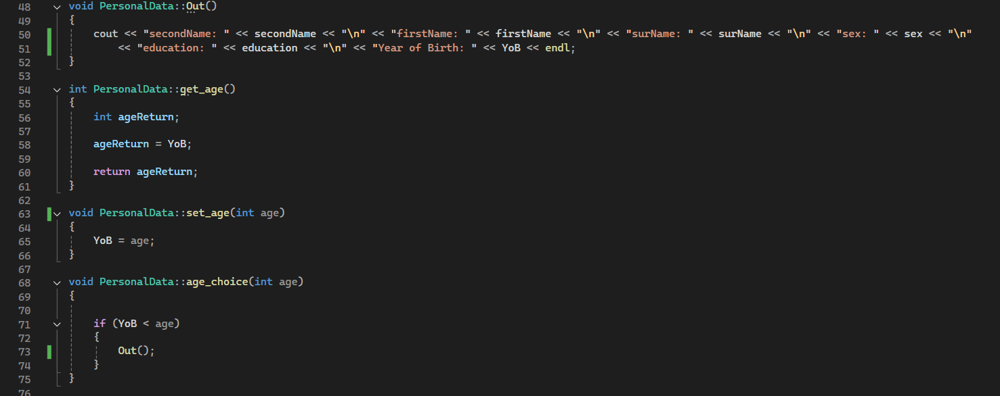 48 void PersonalData::Out()
49 {
50 cout << "secondName: " << secondName << "\n" << "firstName: " << firstName << "\n" << "surName: " << surName << "\n" << "sex: " << sex << "\n"
51 << "education: " << education << "\n" << "Year of Birth: " << YoB << endl;
52 }
53
54 int PersonalData::get_age()
55 {
56 int ageReturn;
57
58 ageReturn = YoB;
59
60 return ageReturn;
61 }
62
63 void PersonalData::set_age(int age)
64 {
65 YoB = age;
66 }
67
68 void PersonalData::age_choice(int age)
69 {
70
71 if (YoB < age)
72 {
73 Out();
74 }
75 }
76